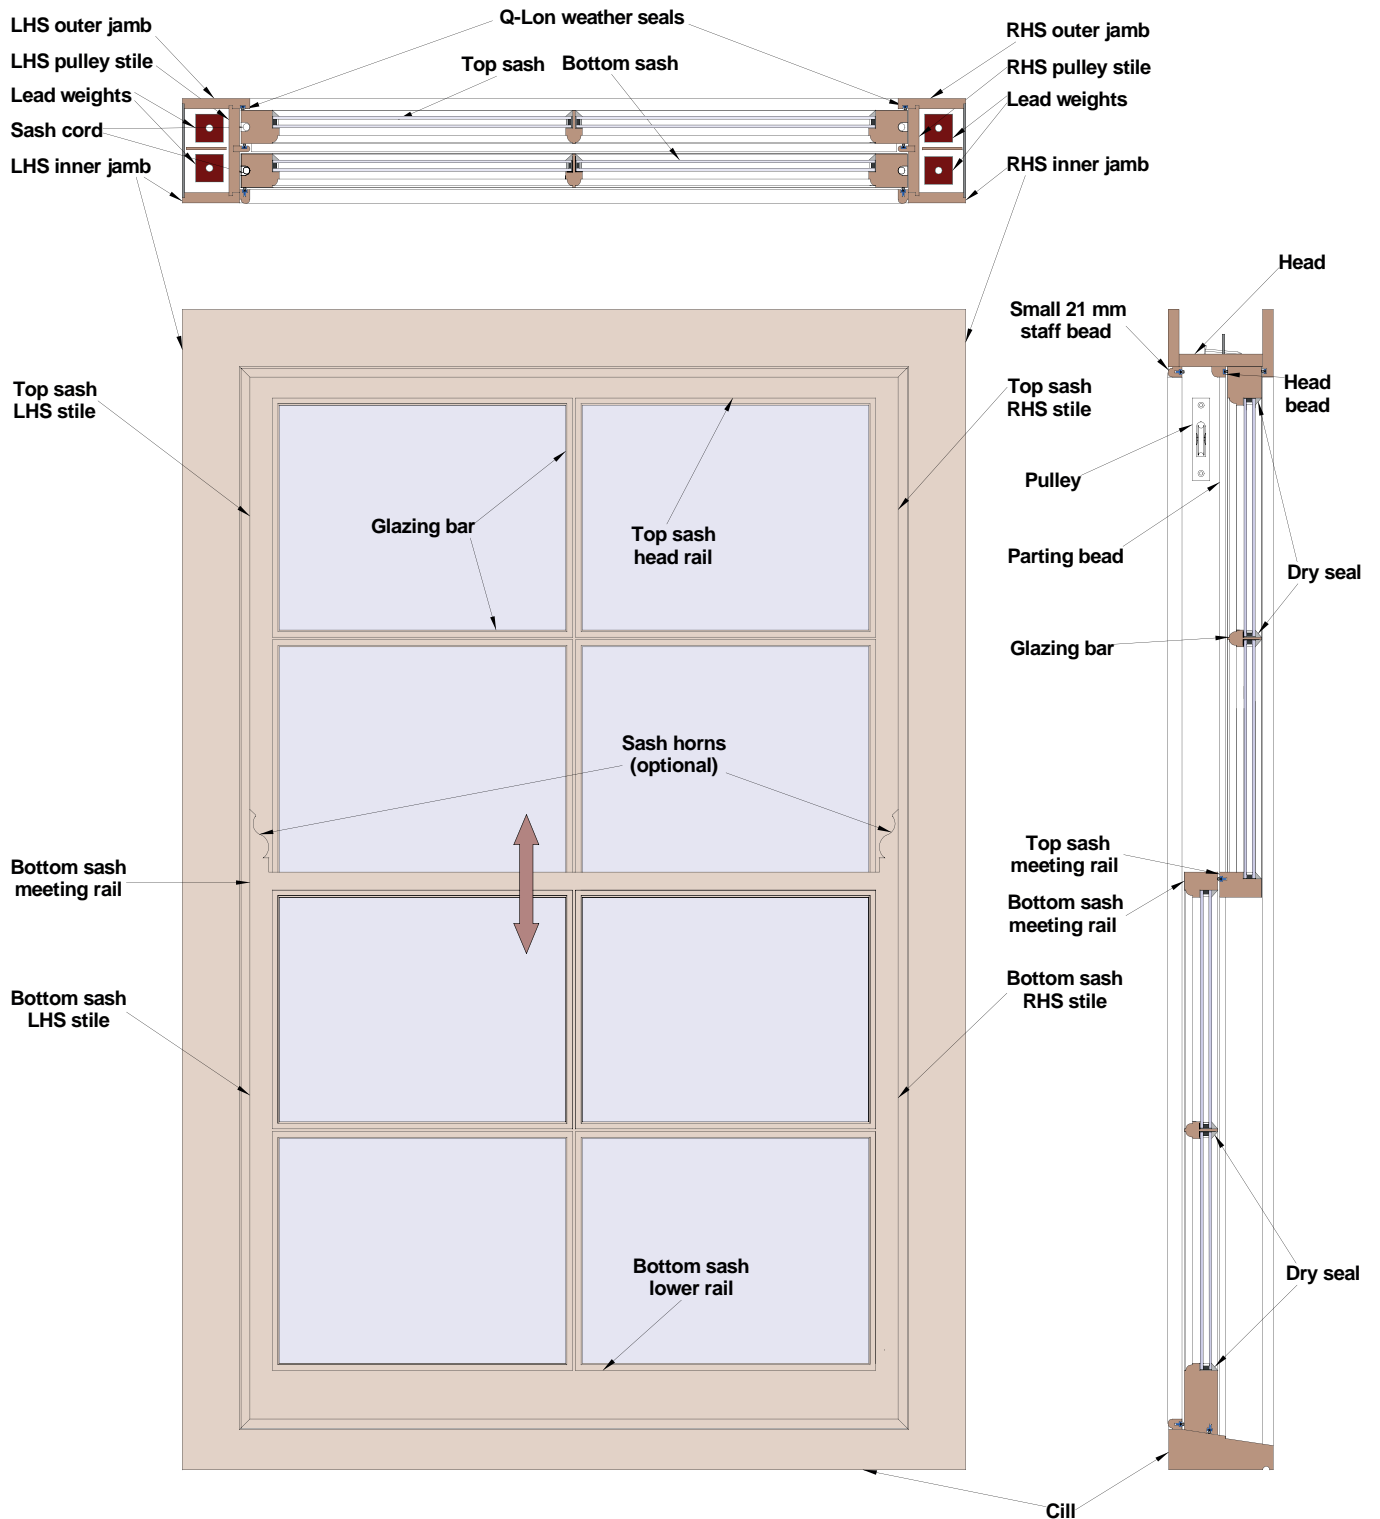 LHS outer jamb
LHS pulley stile
Lead weights
Sash cord
LHS inner jamb
Q-Lon weather seals
Top sash
Bottom sash
RHS outer jamb
RHS pulley stile
Lead weights
RHS inner jamb
Head
Small 21 mm
staff bead
Top sash
LHS stile
Top sash
RHS stile
Head
bead
Pulley
Glazing bar
Top sash
head rail
Parting bead
Dry seal
Glazing bar
Sash horns
(optional)
Bottom sash
meeting rail
Top sash
meeting rail
Bottom sash
meeting rail
Bottom sash
LHS stile
Bottom sash
RHS stile
Bottom sash
lower rail
Dry seal
Cill